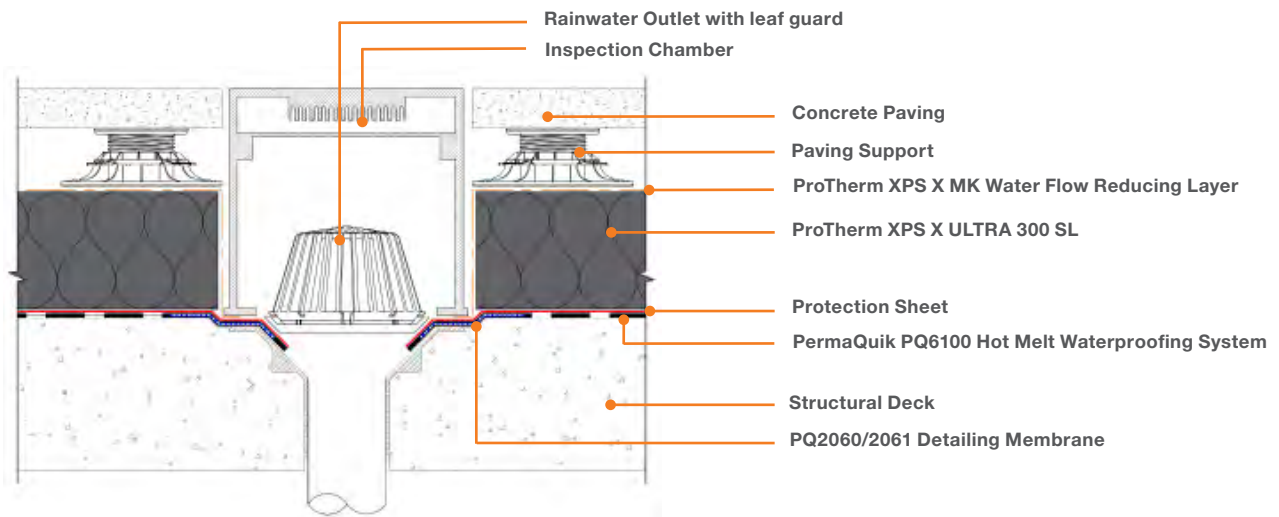 Rainwater Outlet with leaf guard
Inspection Chamber
Concrete Paving
Paving Support
ProTherm XPS X MK Water Flow Reducing Layer
ProTherm XPS X ULTRA 300 SL
Protection Sheet
PermaQuik PQ6100 Hot Melt Waterproofing System
Structural Deck
PQ2060/2061 Detailing Membrane